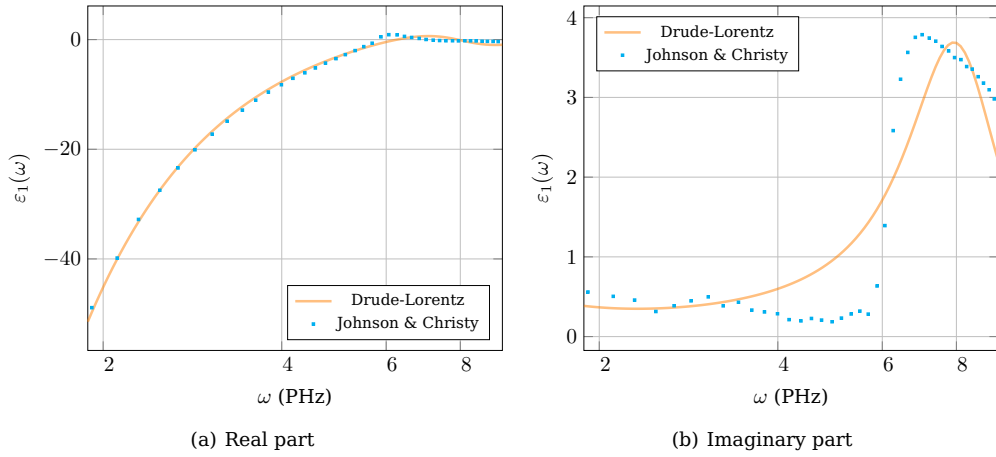 0
−20
−40
ε₁(ω)
2
4
6
8
ω (PHz)
Drude-Lorentz
Johnson & Christy
(a) Real part
4
3
2
1
0
ε₁(ω)
2
4
6
8
ω (PHz)
Drude-Lorentz
Johnson & Christy
(b) Imaginary part